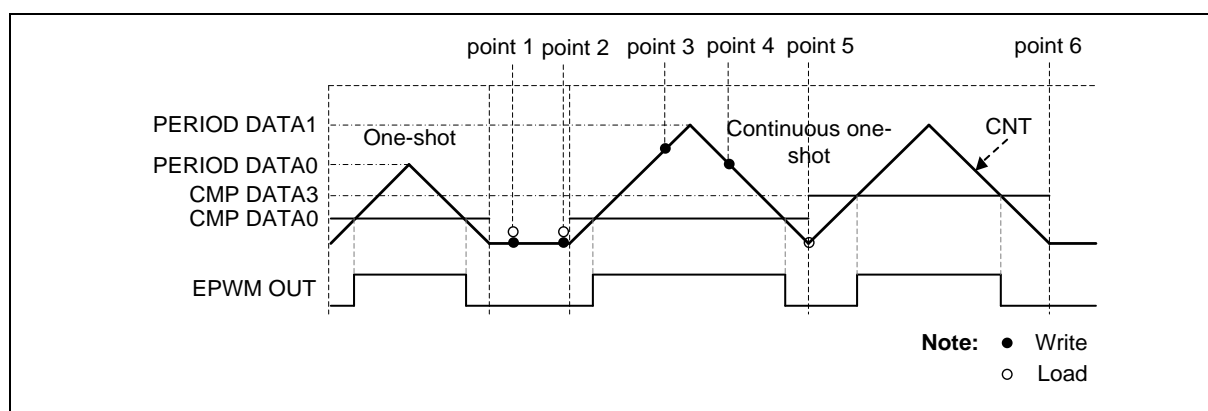 point 1 point 2 point 3 point 4 point 5 point 6
PERIOD DATA1
One-shot
Continuous one-
shot
CNT
PERIOD DATA0
CMP DATA3
CMP DATA0
EPWM OUT
Note: ● Write
○ Load